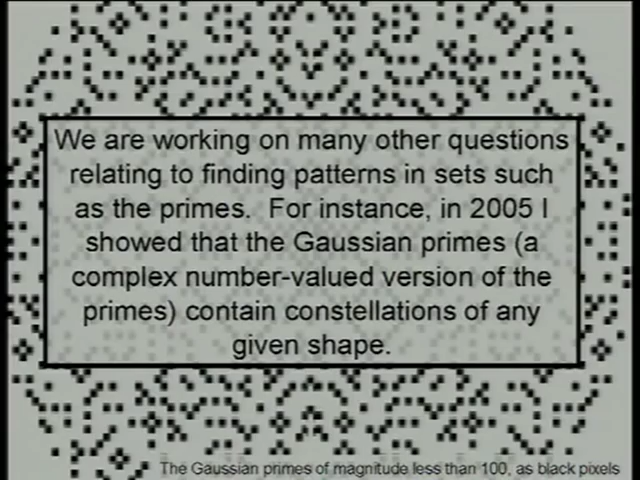 We are working on many other questions
relating to finding patterns in sets such
as the primes.  For instance, in 2005 I
showed that the Gaussian primes (a
complex number-valued version of the
primes) contain constellations of any
given shape.
The Gaussian primes of magnitude less than 100, as black pixels